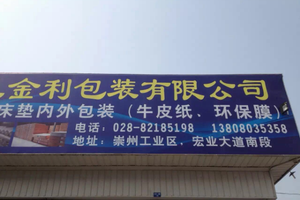 金利包装有限公司
床垫内外包装（牛皮纸、环保膜）
电话：028-82185198 13808035358
地址：崇州工业区、宏业大道南段